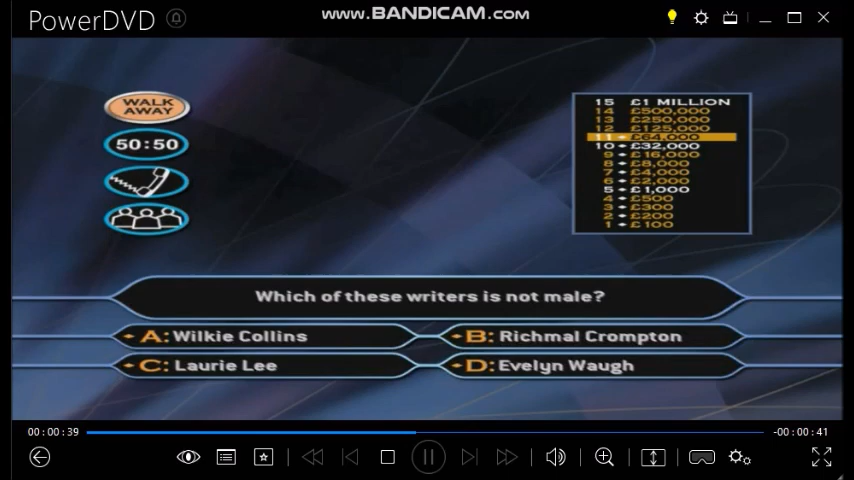 PowerDVD
www.BANDICAM.com
WALK
AWAY
50:50
15 £1 MILLION
14 £500,000
13 £250,000
12 £125,000
11 £64,000
10 £32,000
9 £16,000
8 £8,000
7 £4,000
6 £2,000
5 £1,000
4 £500
3 £300
2 £200
1 £100
Which of these writers is not male?
A: Wilkie Collins
B: Richmal Crompton
C: Laurie Lee
D: Evelyn Waugh
00:00:39
-00:00:41